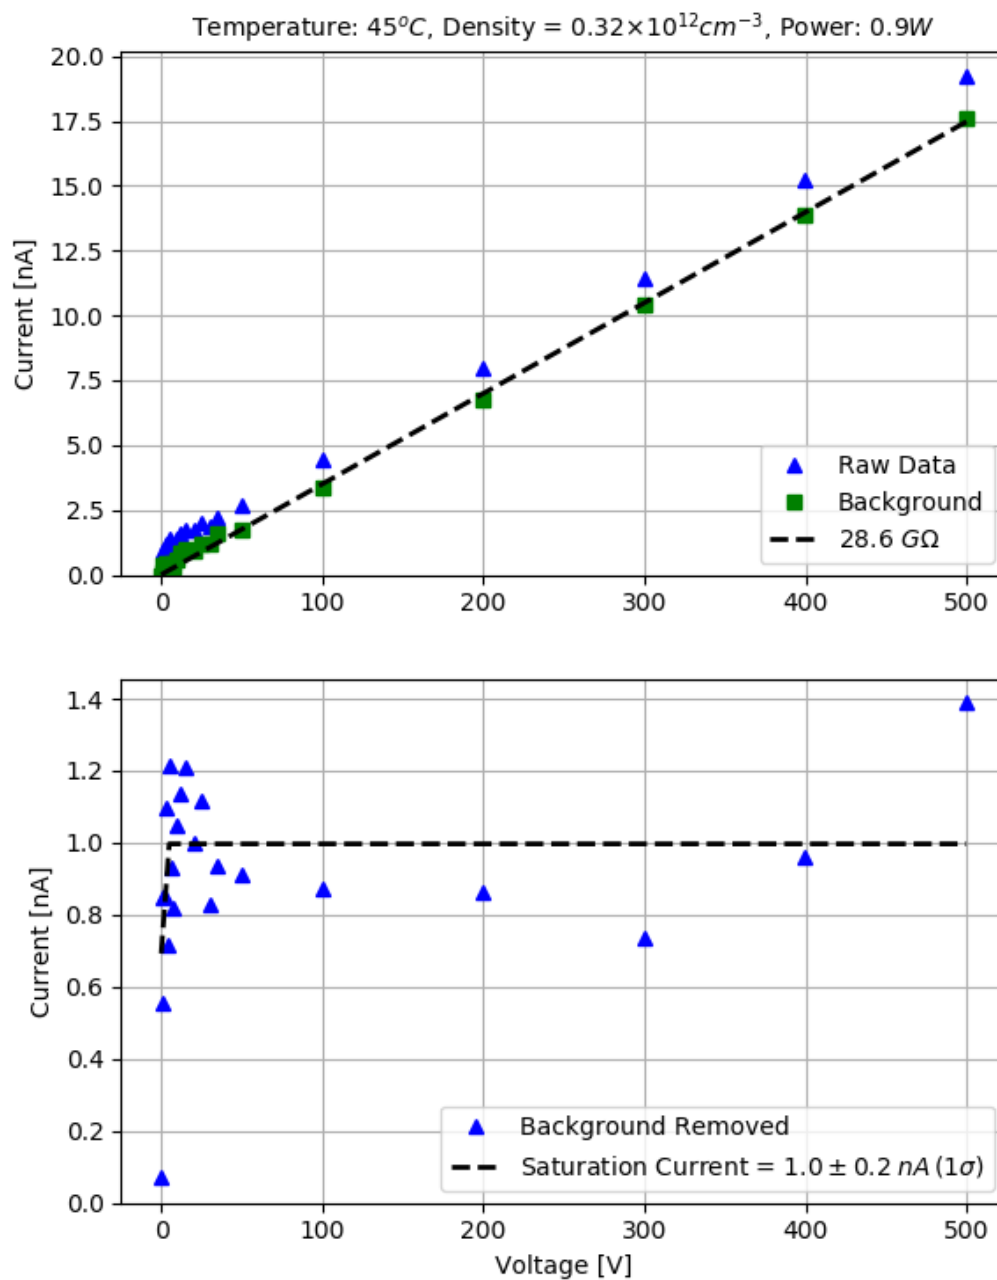 Temperature: 45°C, Density = 0.32×10¹²cm⁻³, Power: 0.9W
20.0
17.5
15.0
12.5
10.0
7.5
5.0
2.5
0.0
Current [nA]
Raw Data
Background
28.6 GΩ
0 100 200 300 400 500
1.4
1.2
1.0
0.8
0.6
0.4
0.2
0.0
Current [nA]
Background Removed
Saturation Current = 1.0 ± 0.2 nA (1σ)
0 100 200 300 400 500
Voltage [V]